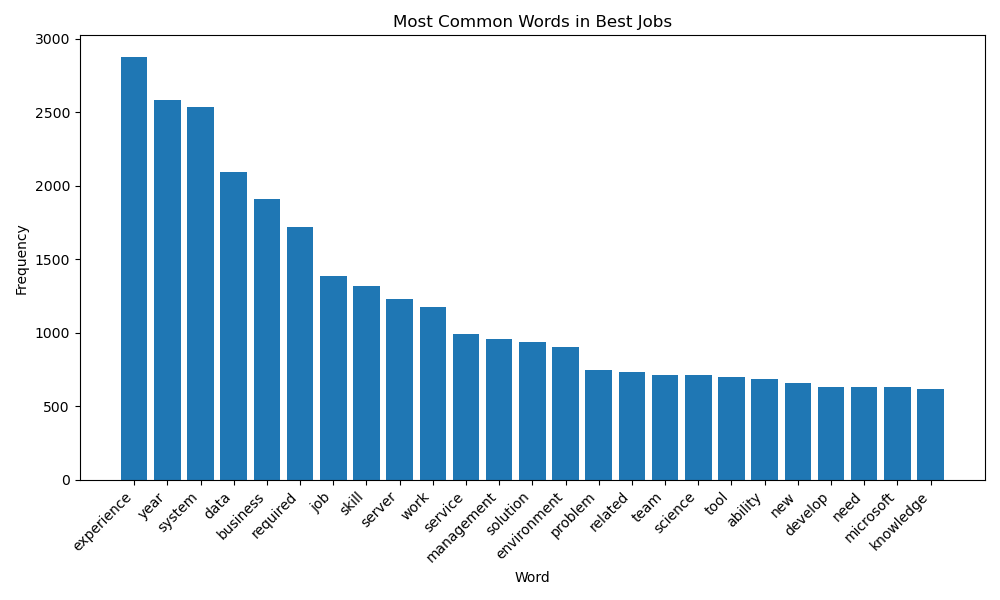 Most Common Words in Best Jobs
Frequency
3000
2500
2000
1500
1000
500
0
experience
year
system
data
business
required
job
skill
server
work
service
management
solution
environment
problem
related
team
science
tool
ability
new
develop
need
microsoft
knowledge
Word